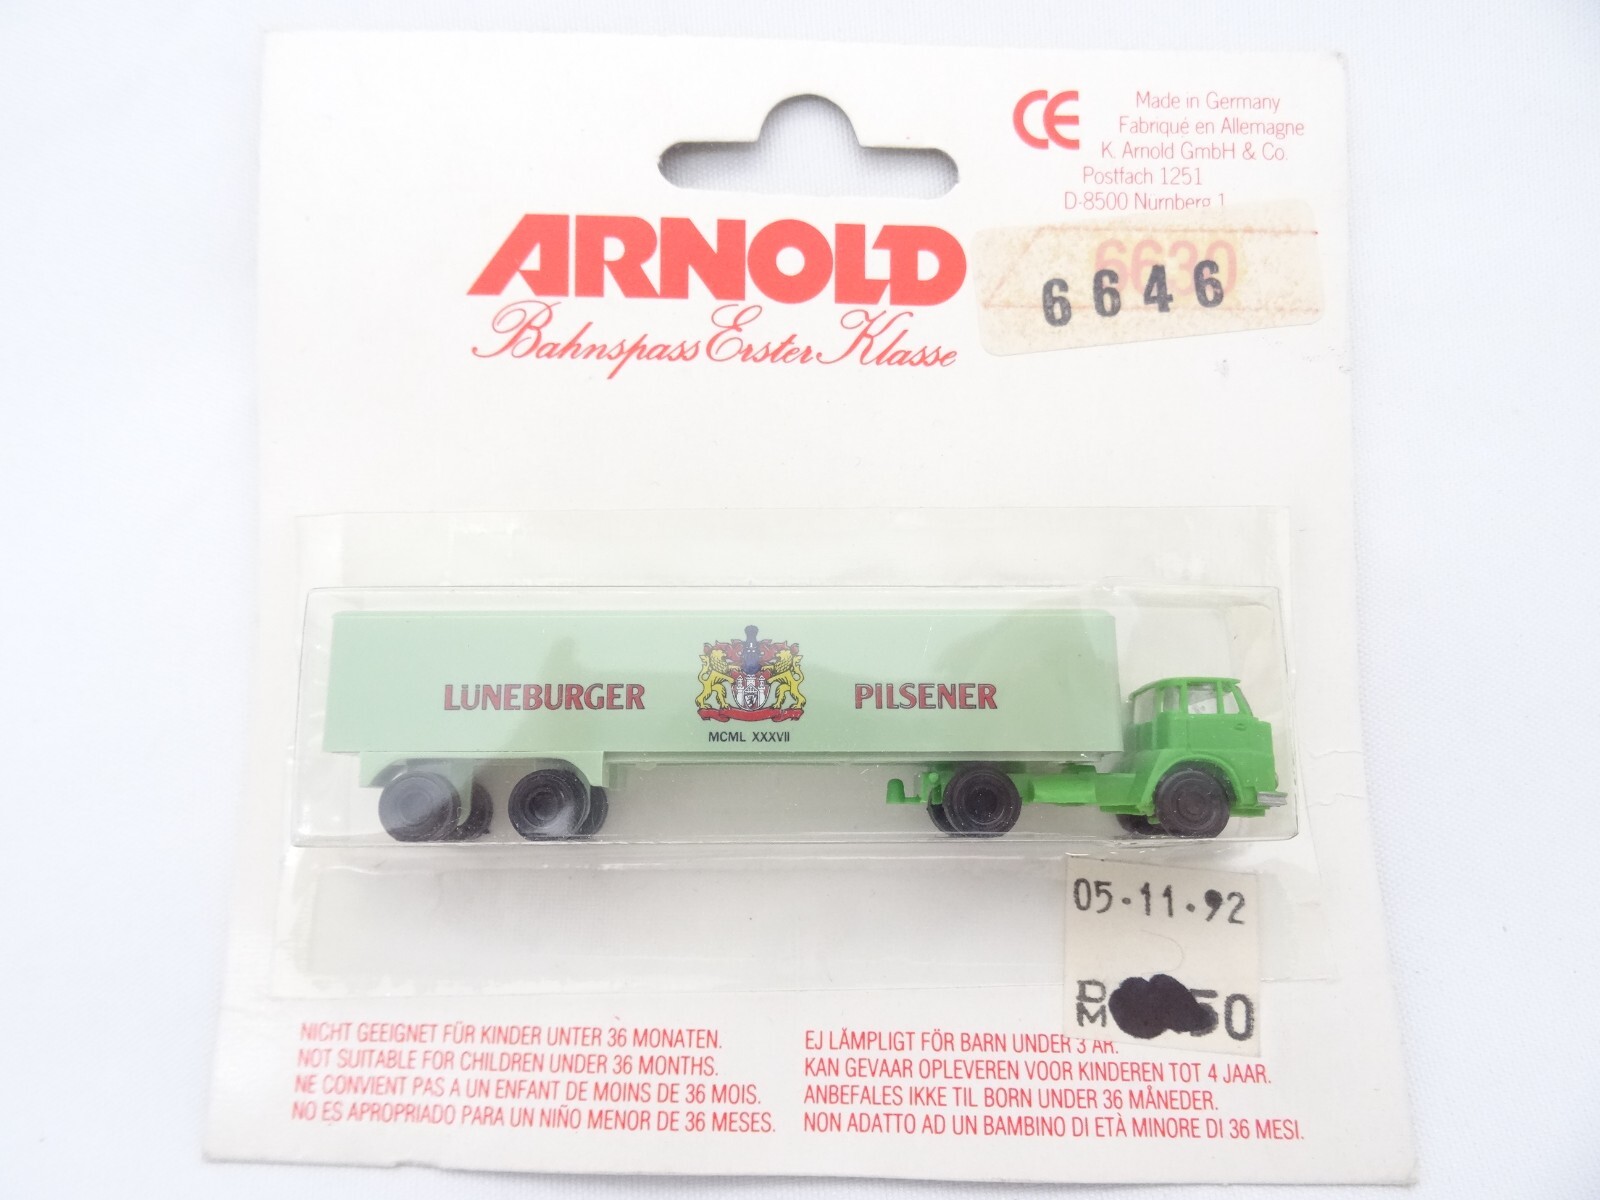 CE
Made in Germany
Fabriqué en Allemagne
K. Arnold GmbH & Co.
Postfach 1251
D-8500 Nürnberg 1
ARNOLD
Bahnspass Erster Klasse
6630
6646
LÜNEBURGER PILSENER
MCML XXXVII
05.11.92
DM 50
NICHT GEEIGNET FÜR KINDER UNTER 36 MONATEN.
NOT SUITABLE FOR CHILDREN UNDER 36 MONTHS.
NE CONVIENT PAS A UN ENFANT DE MOINS DE 36 MOIS.
NO ES APROPRIADO PARA UN NIÑO MENOR DE 36 MESES.
EJ LÄMPLIGT FÖR BARN UNDER 3 ÅR.
KAN GEVAAR OPLEVEREN VOOR KINDEREN TOT 4 JAAR.
ANBEFALES IKKE TIL BORN UNDER 36 MÅNEDER.
NON ADATTO AD UN BAMBINO DI ETÀ MINORE DI 36 MESI.